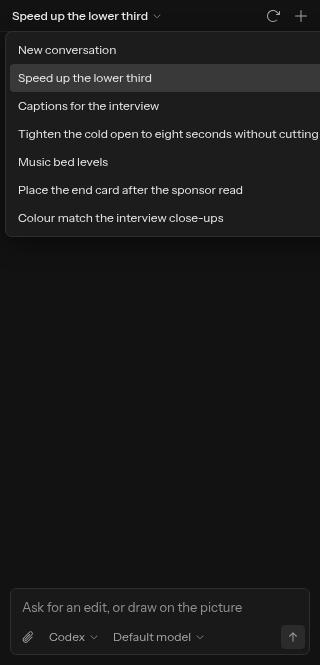 Speed up the lower third
New conversation
Speed up the lower third
Captions for the interview
Tighten the cold open to eight seconds without cutting
Music bed levels
Place the end card after the sponsor read
Colour match the interview close-ups
Ask for an edit, or draw on the picture
Codex
Default model